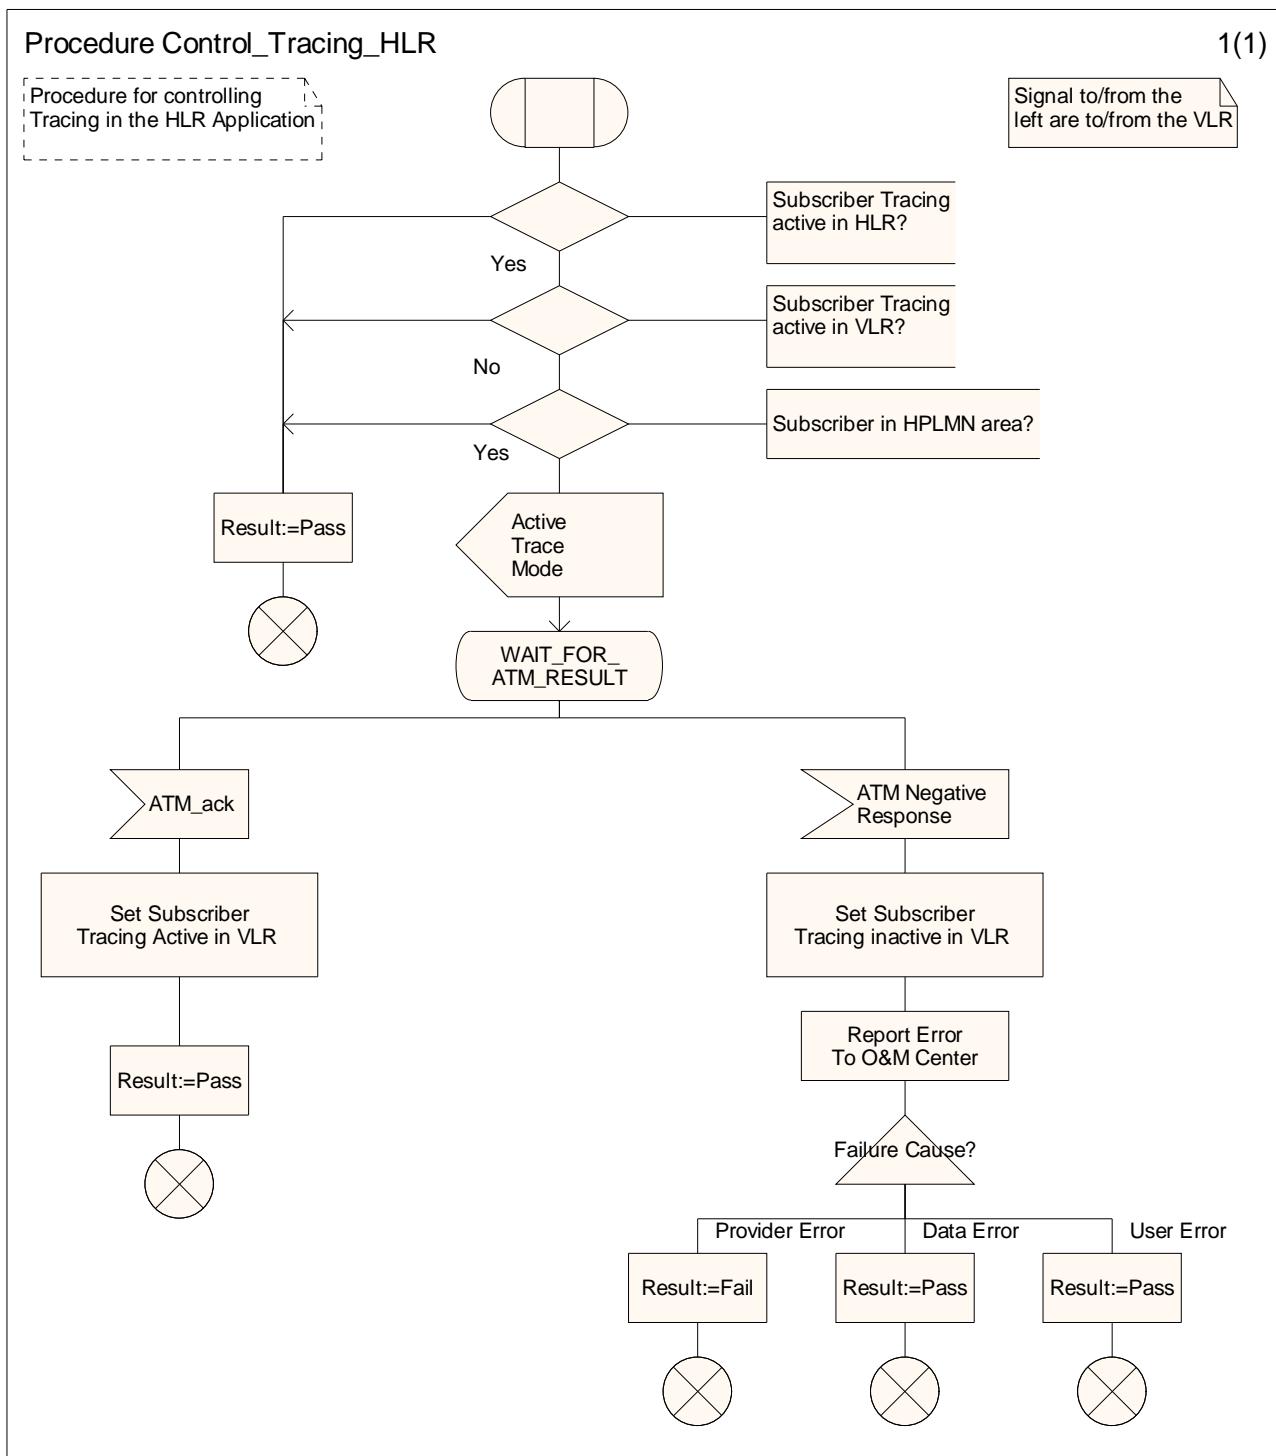 Procedure Control_Tracing_HLR
1(1)
Procedure for controlling
Tracing in the HLR Application
Signal to/from the
left are to/from the VLR
Subscriber Tracing
active in HLR?
Yes
Subscriber Tracing
active in VLR?
No
Subscriber in HPLMN area?
Yes
Result:=Pass
Active
Trace
Mode
WAIT_FOR_
ATM_RESULT
ATM_ack
ATM Negative
Response
Set Subscriber
Tracing Active in VLR
Set Subscriber
Tracing inactive in VLR
Report Error
To O&M Center
Result:=Pass
Failure Cause?
Provider Error
Data Error
User Error
Result:=Fail
Result:=Pass
Result:=Pass